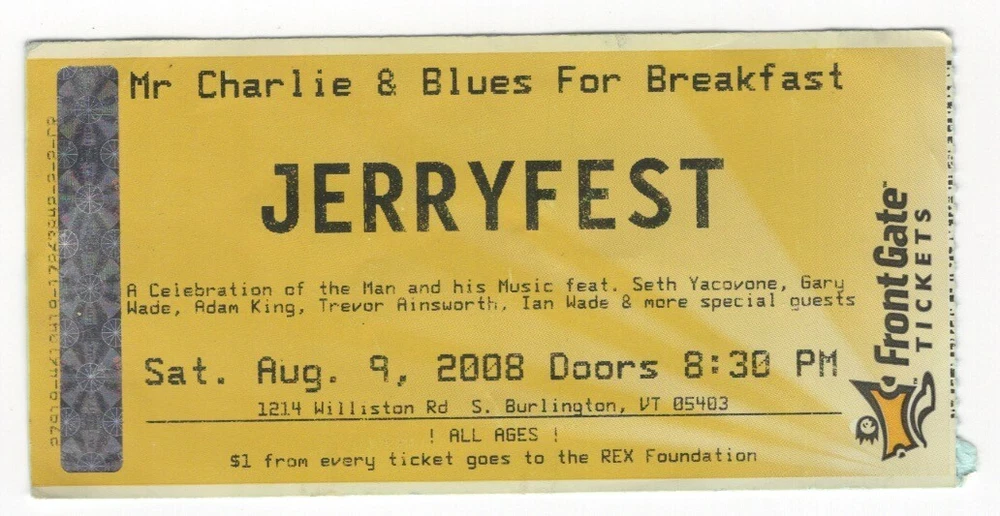 Mr Charlie & Blues For Breakfast
JERRYFEST
A Celebration of the Man and his Music feat. Seth Yacovone, Gary
Wade, Adam King, Trevor Ainsworth, Ian Wade & more special guests
Sat. Aug. 9, 2008 Doors 8:30 PM
1214 Williston Rd S. Burlington, VT 05403
! ALL AGES !
$1 from every ticket goes to the REX Foundation
FrontGate™
TICKETS